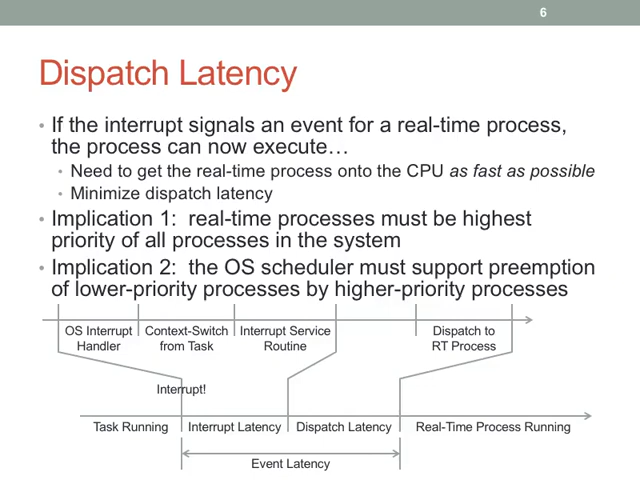 6
Dispatch Latency
• If the interrupt signals an event for a real-time process,
the process can now execute…
• Need to get the real-time process onto the CPU as fast as possible
• Minimize dispatch latency
• Implication 1: real-time processes must be highest
priority of all processes in the system
• Implication 2: the OS scheduler must support preemption
of lower-priority processes by higher-priority processes
OS Interrupt Context-Switch Interrupt Service Dispatch to
Handler from Task Routine RT Process
Interrupt!
Task Running Interrupt Latency Dispatch Latency Real-Time Process Running
Event Latency